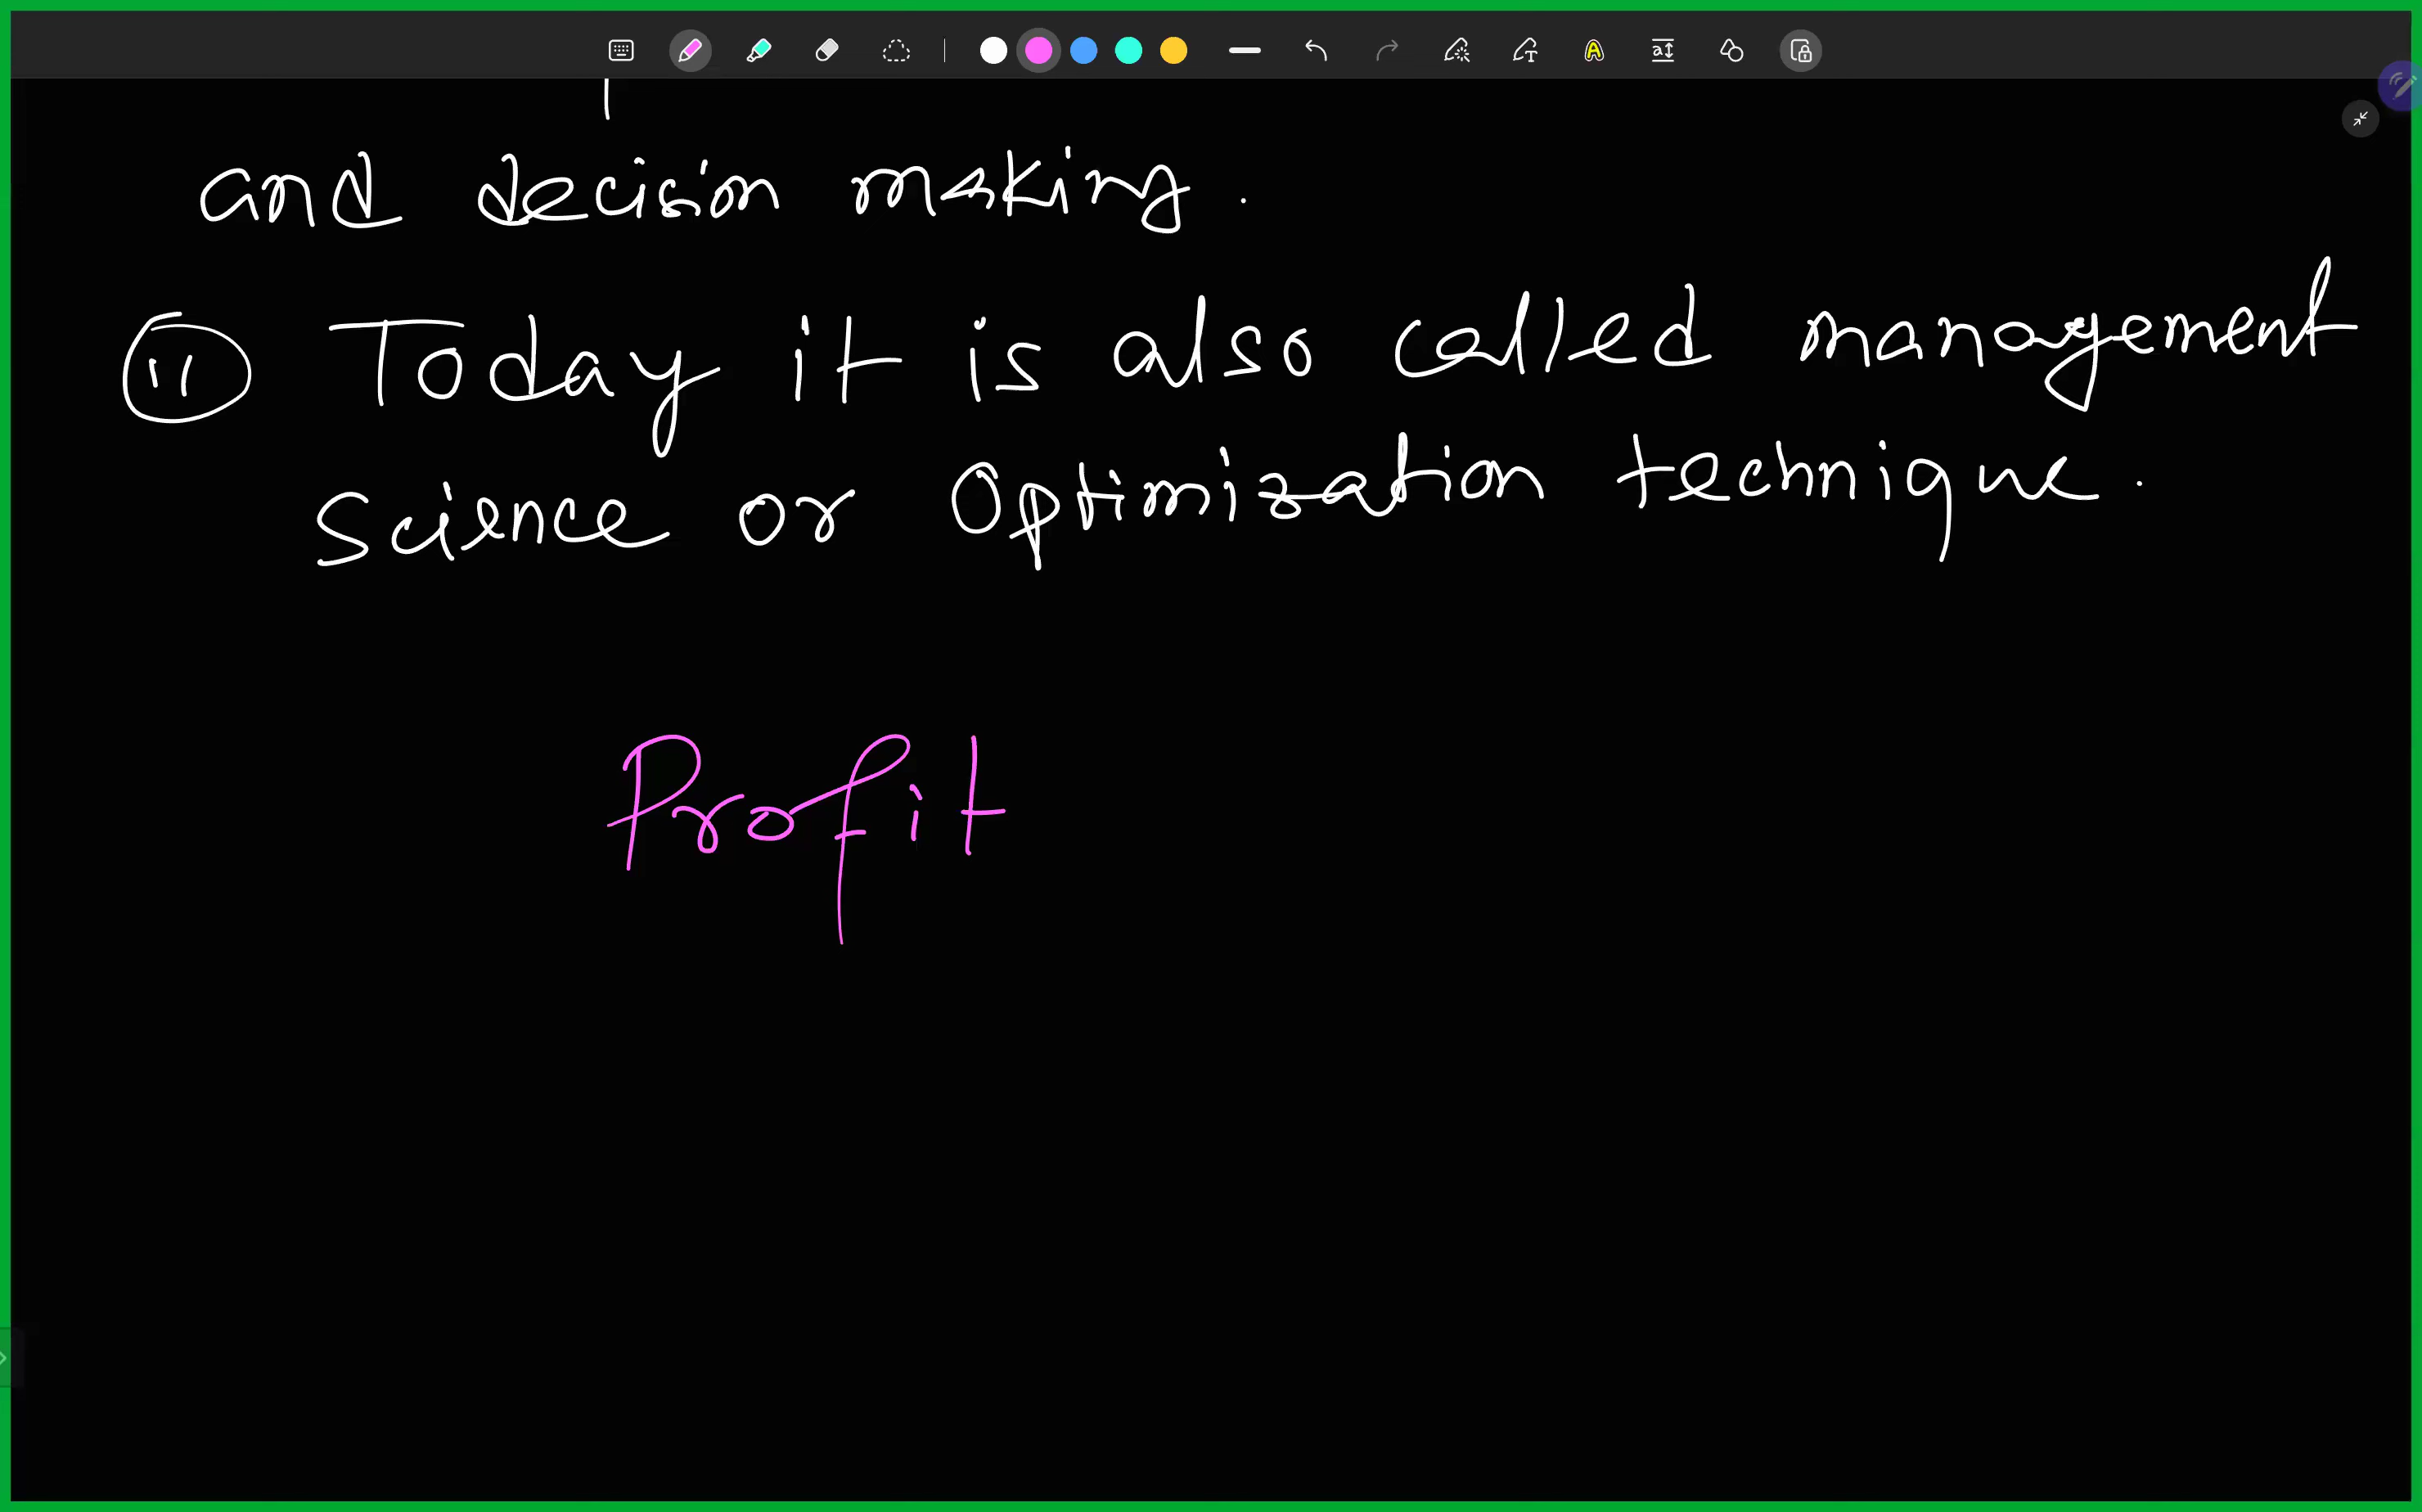 and decision making.
(ii) Today it is also called management
Science or Optimization technique.
Profit